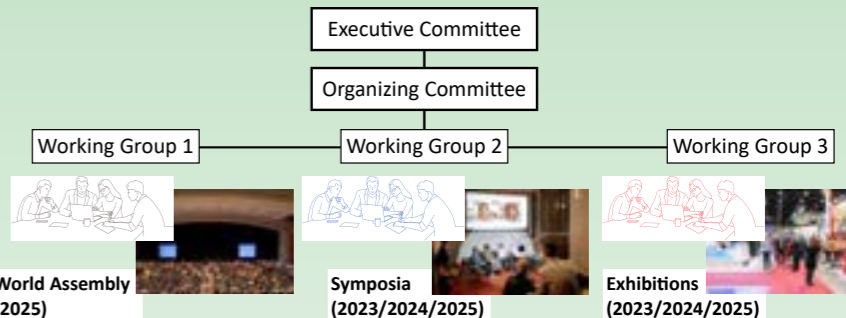 Executive Committee
Organizing Committee
Working Group 1
Working Group 2
Working Group 3
World Assembly
2025)
Symposia
(2023/2024/2025)
Exhibitions
(2023/2024/2025)